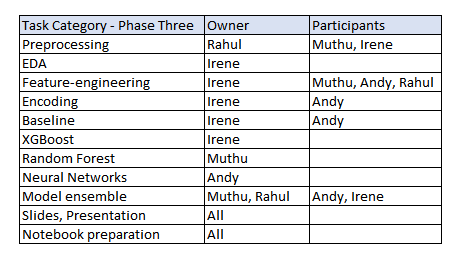 Task Category - Phase Three Owner Participants
Preprocessing Rahul Muthu, Irene
EDA Irene
Feature-engineering Irene Muthu, Andy, Rahul
Encoding Irene Andy
Baseline Irene Andy
XGBoost Irene
Random Forest Muthu
Neural Networks Andy
Model ensemble Muthu, Rahul Andy, Irene
Slides, Presentation All
Notebook preparation All